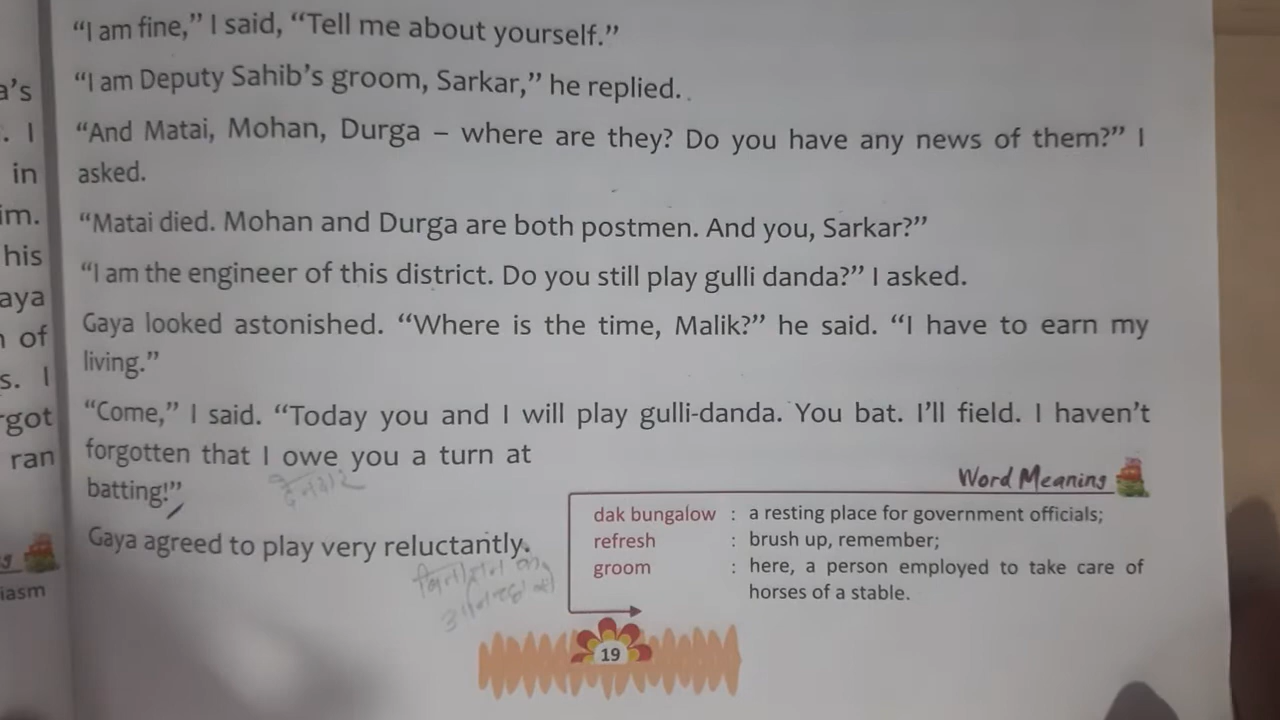 "I am fine," I said, "Tell me about yourself."
a's
"I am Deputy Sahib's groom, Sarkar," he replied.
. I
"And Matai, Mohan, Durga – where are they? Do you have any news of them?" I
in
asked.
im.
"Matai died. Mohan and Durga are both postmen. And you, Sarkar?"
his
"I am the engineer of this district. Do you still play gulli danda?" I asked.
aya
Gaya looked astonished. "Where is the time, Malik?" he said. "I have to earn my
of
living."
s. I
"Come," I said. "Today you and I will play gulli-danda. You bat. I'll field. I haven't
rgot
forgotten that I owe you a turn at
ran
batting!"
Gaya agreed to play very reluctantly.
Word Meaning
dak bungalow : a resting place for government officials;
refresh : brush up, remember;
groom : here, a person employed to take care of
horses of a stable.
g
iasm
19